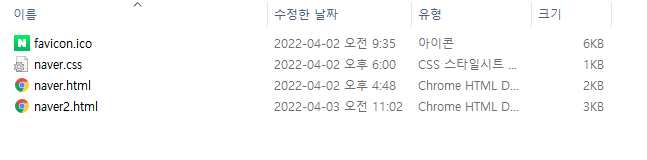 이름 수정한 날짜 유형 크기
favicon.ico 2022-04-02 오전 9:35 아이콘 6KB
naver.css 2022-04-02 오후 6:00 CSS 스타일시트 ... 1KB
naver.html 2022-04-02 오후 4:48 Chrome HTML D... 2KB
naver2.html 2022-04-03 오전 11:02 Chrome HTML D... 3KB